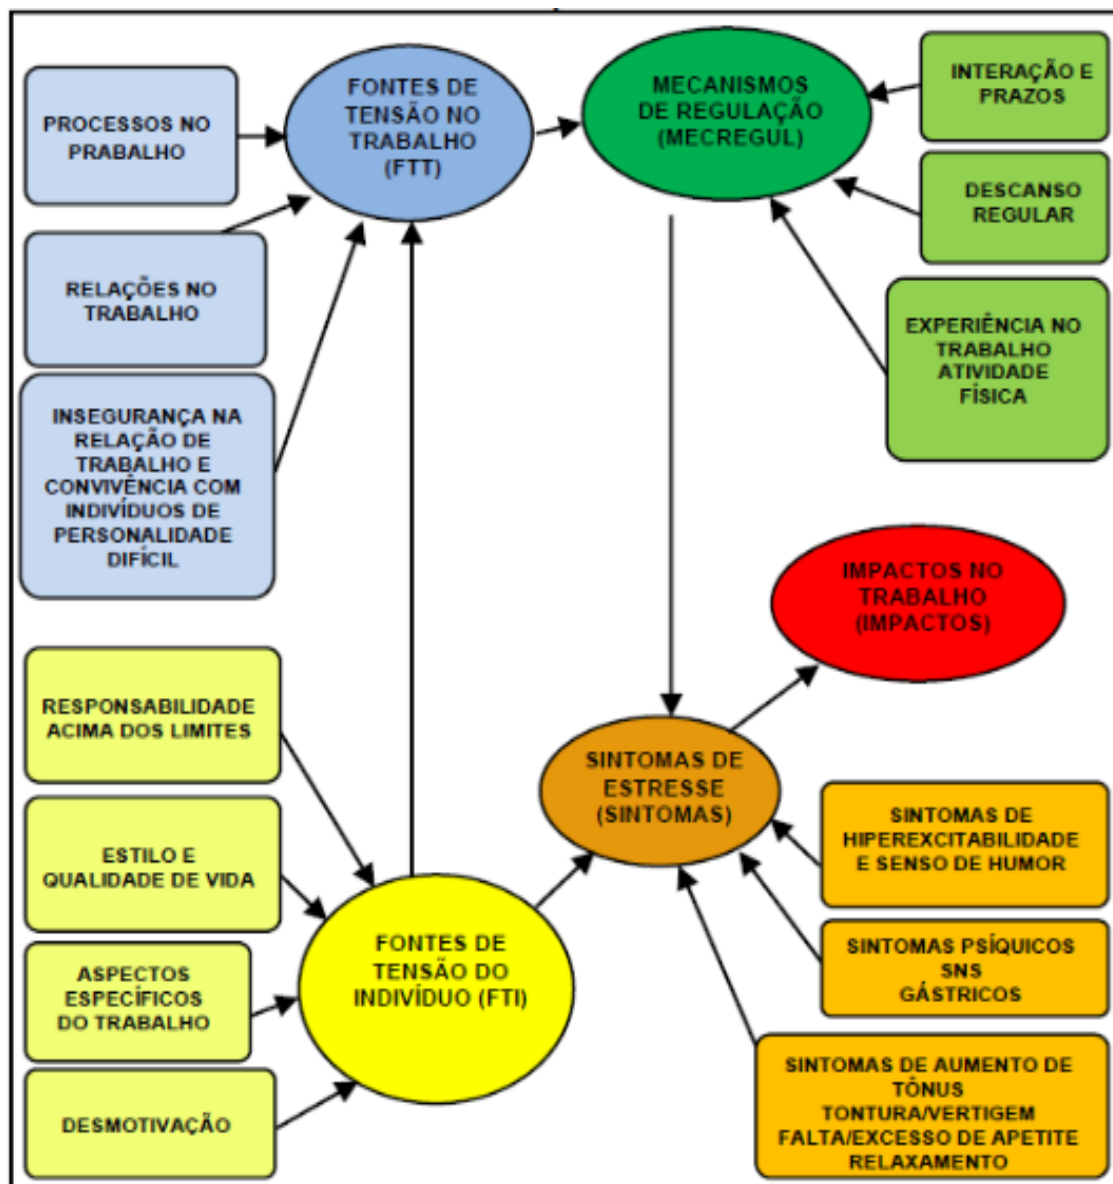 PROCESSOS NO
PRABALHO
RELAÇÕES NO
TRABALHO
INSEGURANÇA NA
RELAÇÃO DE
TRABALHO E
CONVIVÊNCIA COM
INDIVÍDUOS DE
PERSONALIDADE
DIFÍCIL
FONTES DE
TENSÃO NO
TRABALHO
(FTT)
MECANISMOS
DE REGULAÇÃO
(MECREGUL)
INTERAÇÃO E
PRAZOS
DESCANSO
REGULAR
EXPERIÊNCIA NO
TRABALHO
ATIVIDADE
FÍSICA
IMPACTOS NO
TRABALHO
(IMPACTOS)
RESPONSABILIDADE
ACIMA DOS LIMITES
ESTILO E
QUALIDADE DE VIDA
ASPECTOS
ESPECÍFICOS
DO TRABALHO
DESMOTIVAÇÃO
FONTES DE
TENSÃO DO
INDIVÍDUO (FTI)
SINTOMAS DE
ESTRESSE
(SINTOMAS)
SINTOMAS DE
HIPEREXCITABILIDADE
E SENSO DE HUMOR
SINTOMAS PSÍQUICOS
SNS
GÁSTRICOS
SINTOMAS DE AUMENTO DE
TÔNUS
TONTURA/VERTIGEM
FALTA/EXCESSO DE APETITE
RELAXAMENTO